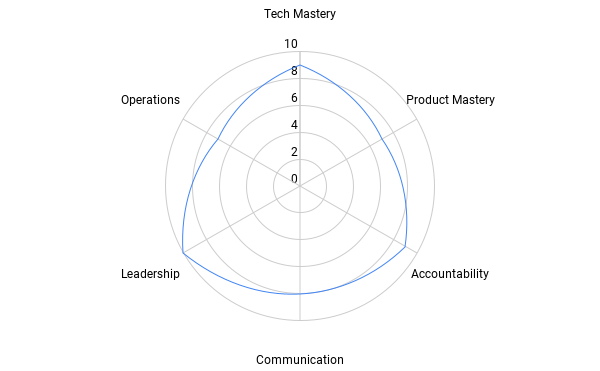 Tech Mastery
10
8
Operations
Product Mastery
6
4
2
0
Leadership
Accountability
Communication